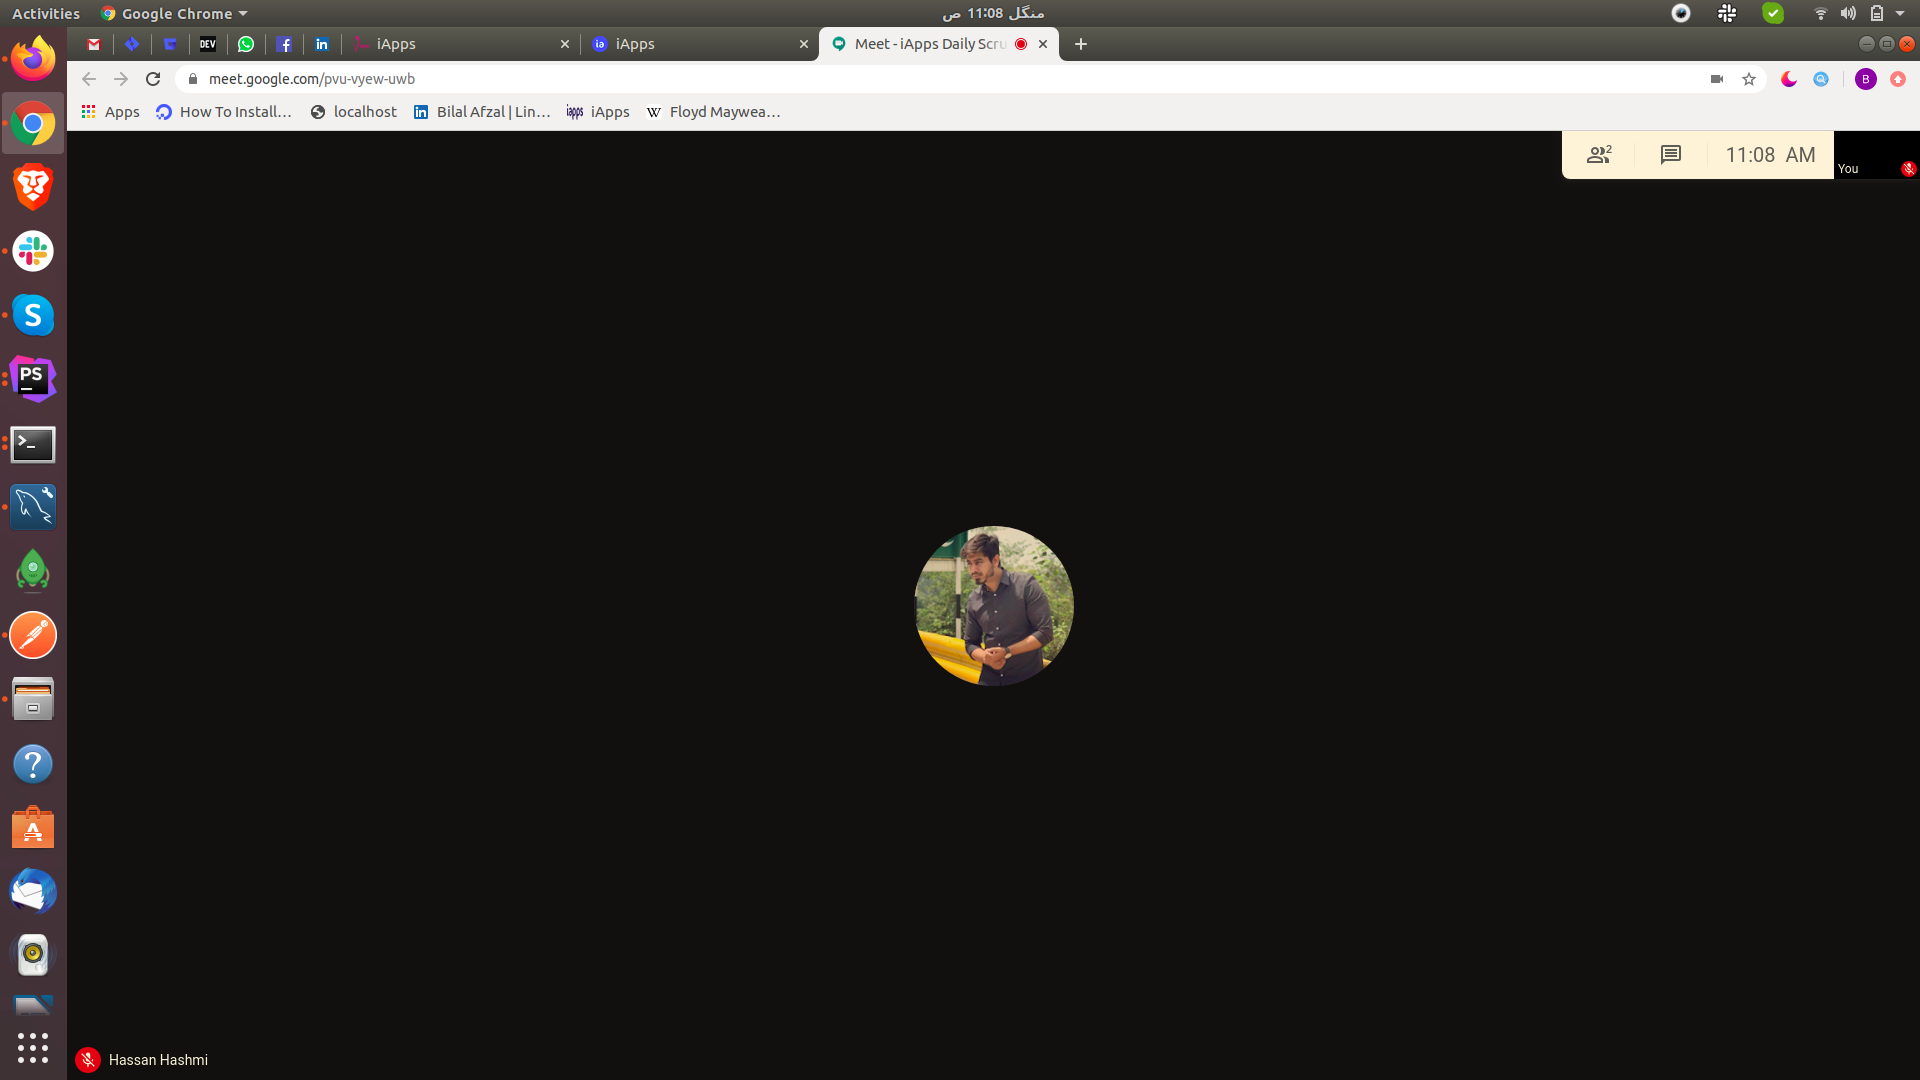 Activities
Google Chrome
منگل 11:08 ص
DEV
iApps
iApps
Meet - iApps Daily Scru
meet.google.com/pvu-vyew-uwb
B
Apps
How To Install…
localhost
Bilal Afzal | Lin…
iApps
Floyd Maywea…
2
11:08 AM
You
PS
Hassan Hashmi